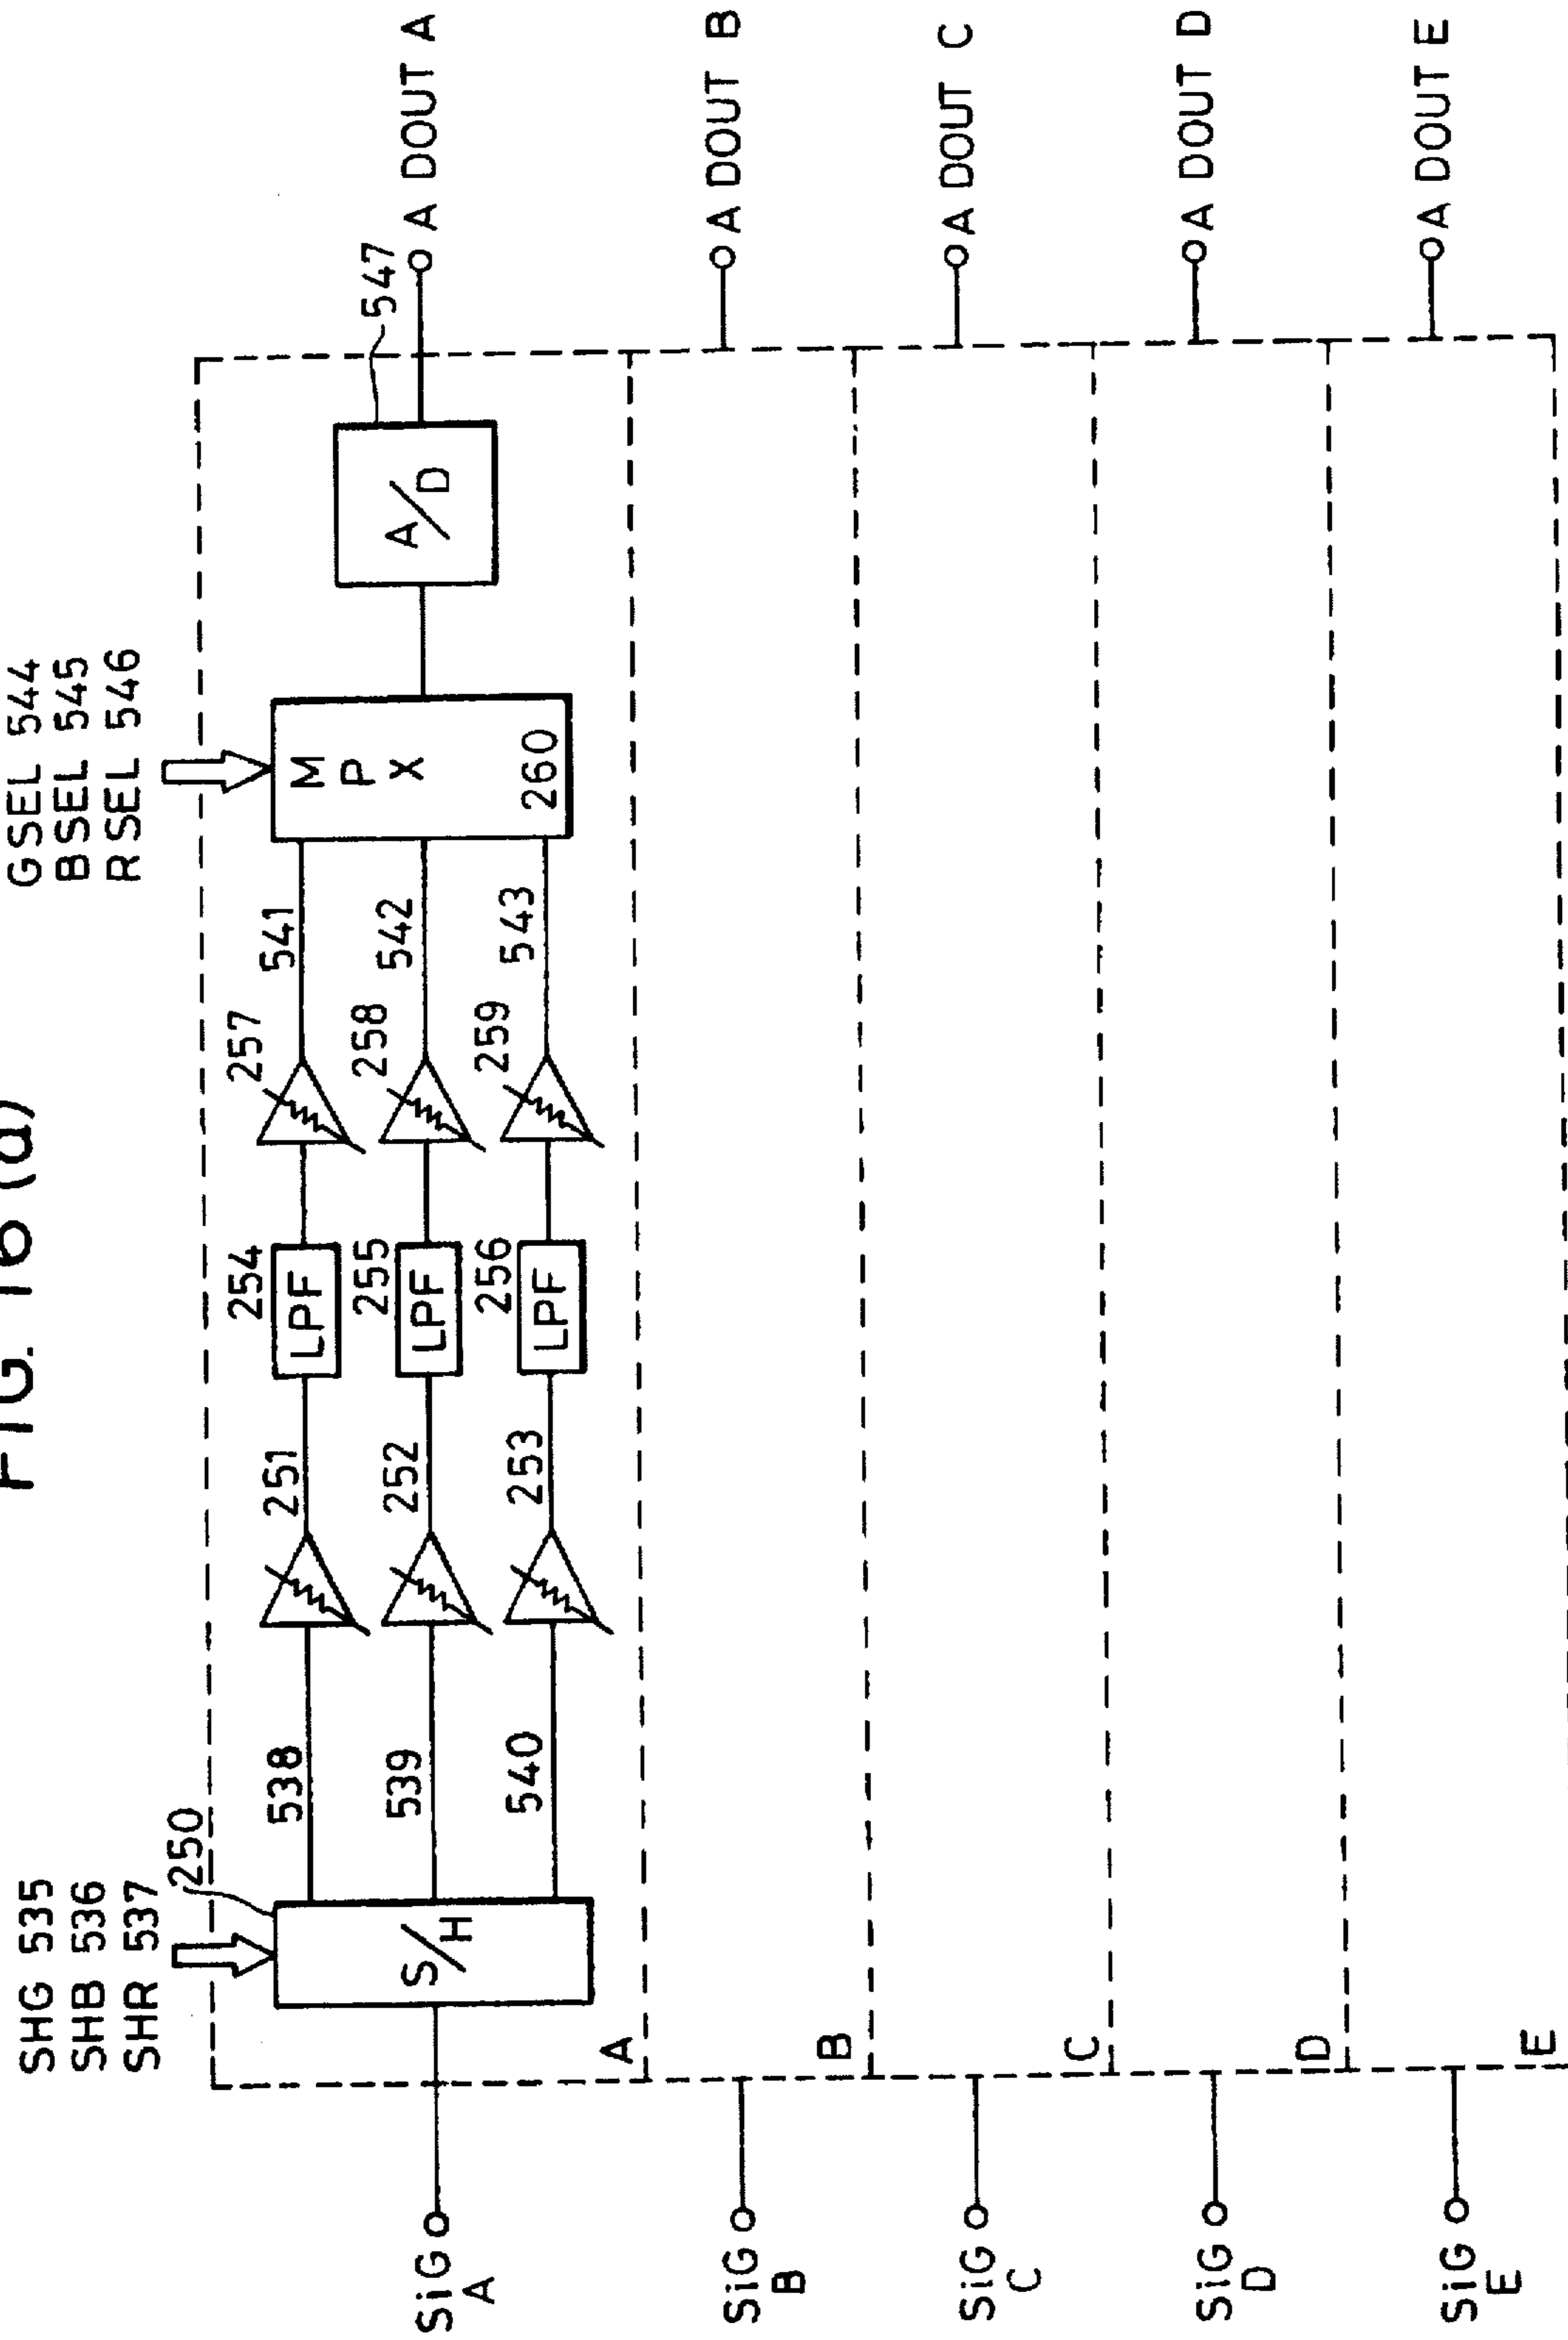 FIG. 16 (a)
SHG 535
SHB 536
SHR 537
GSEL 544
BSEL 545
RSEL 546
250
S/H
538
539
540
251
252
253
254
LPF
255
LPF
256
LPF
257
258
259
541
542
543
MPX
260
A/D
547
SiG A
A DOUT A
A
SiG B
A DOUT B
B
SiG C
A DOUT C
C
SiG D
A DOUT D
D
SiG E
A DOUT E
E